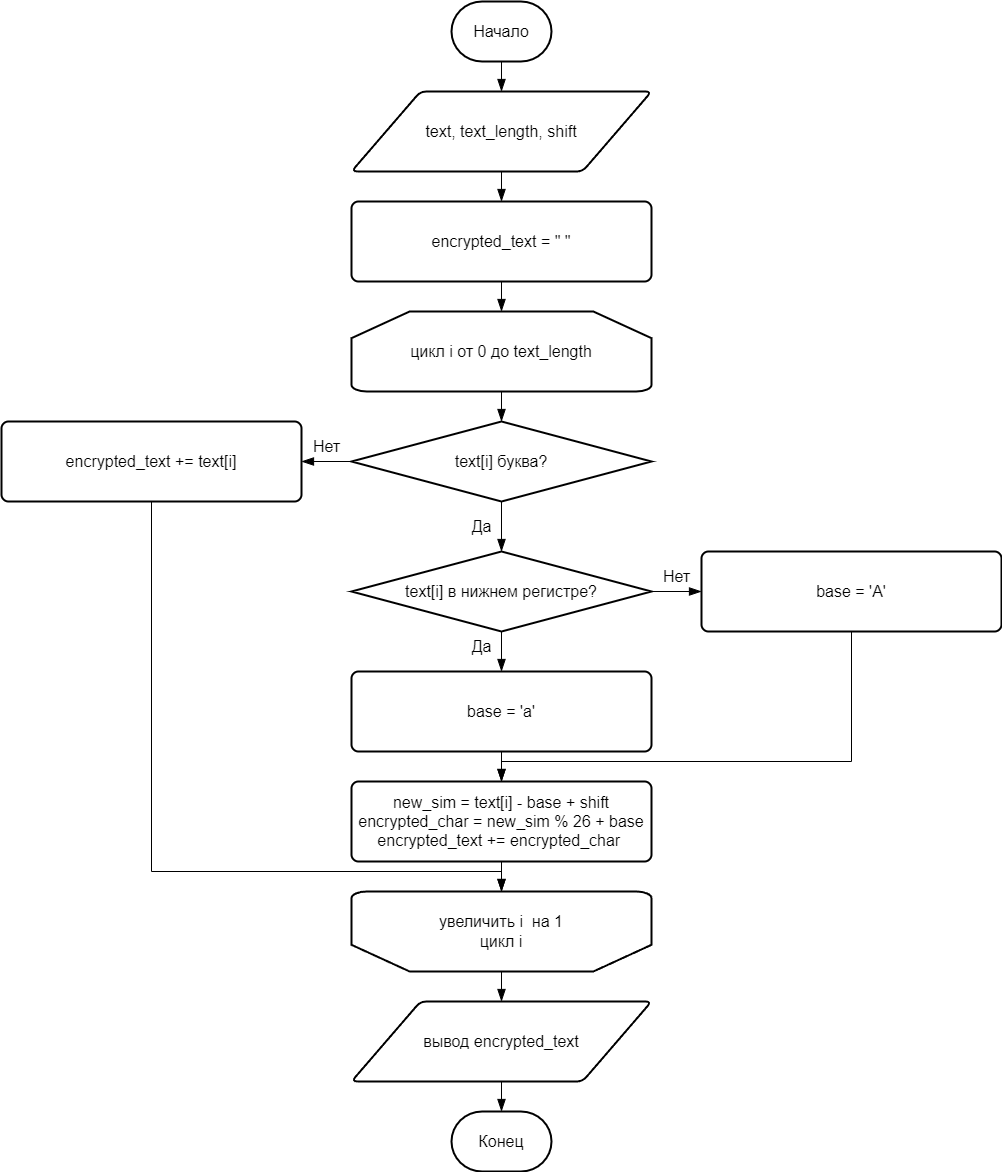 Начало
text, text_length, shift
encrypted_text = " "
цикл i от 0 до text_length
Нет
encrypted_text += text[i]
text[i] буква?
Да
Нет
text[i] в нижнем регистре?
base = 'A'
Да
base = 'a'
new_sim = text[i] - base + shift
encrypted_char = new_sim % 26 + base
encrypted_text += encrypted_char
увеличить i  на 1
цикл i
вывод encrypted_text
Конец